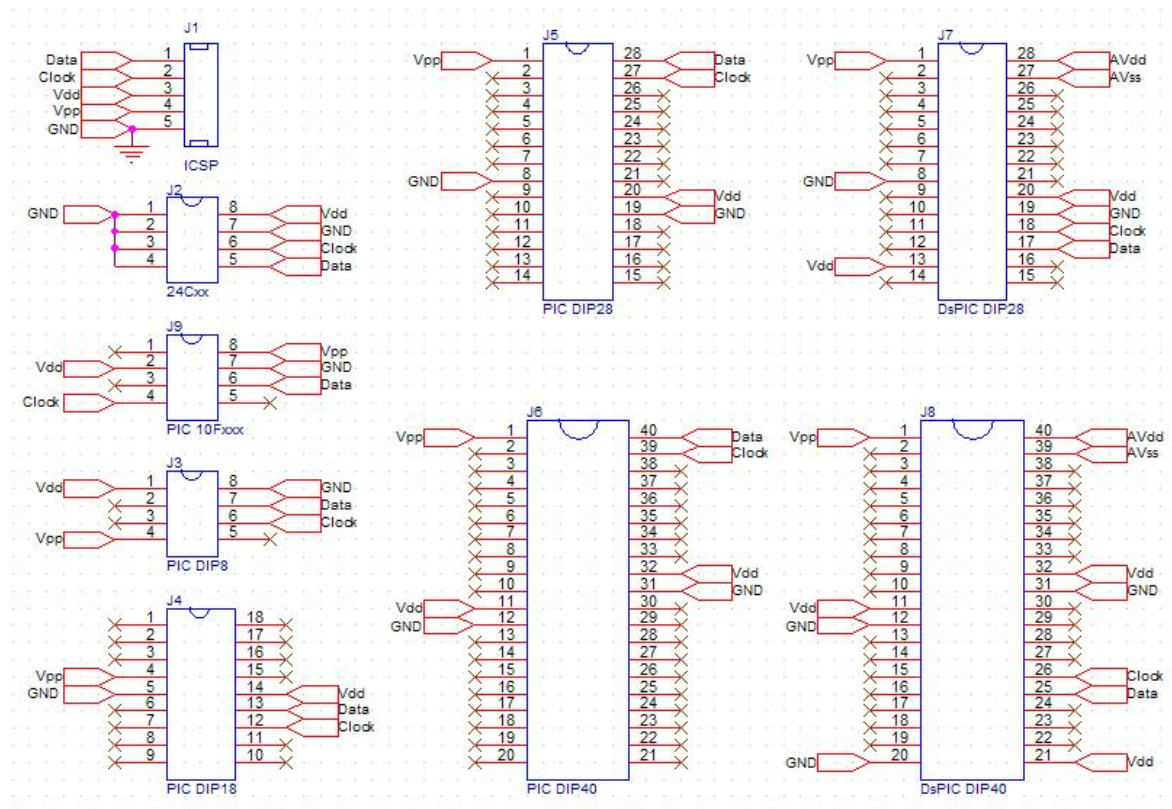 J1
Data 1
Clock 2
Vdd 3
Vpp 4
GND 5
ICSP
J2
GND 1 8 Vdd
2 7 GND
3 6 Clock
4 5 Data
24Cxx
J9
1 8 Vpp
Vdd 2 7 GND
3 6 Data
Clock 4 5
PIC 10Fxxx
J3
Vdd 1 8 GND
2 7 Data
3 6 Clock
Vpp 4 5
PIC DIP8
J4
1 18
2 17
3 16
Vpp 4 15
GND 5 14 Vdd
6 13 Data
7 12 Clock
8 11
9 10
PIC DIP18
J5
Vpp 1 28 Data
2 27 Clock
3 26
4 25
5 24
6 23
7 22
GND 8 21
9 20 Vdd
10 19 GND
11 18
12 17
13 16
14 15
PIC DIP28
J6
Vpp 1 40 Data
2 39 Clock
3 38
4 37
5 36
6 35
7 34
8 33
9 32 Vdd
10 31 GND
Vdd 11 30
GND 12 29
13 28
14 27
15 26
16 25
17 24
18 23
19 22
20 21
PIC DIP40
J7
Vpp 1 28 AVdd
2 27 AVss
3 26
4 25
5 24
6 23
7 22
GND 8 21
9 20 Vdd
10 19 GND
11 18 Clock
12 17 Data
Vdd 13 16
14 15
DsPIC DIP28
J8
Vpp 1 40 AVdd
2 39 AVss
3 38
4 37
5 36
6 35
7 34
8 33
9 32 Vdd
10 31 GND
Vdd 11 30
GND 12 29
13 28
14 27
15 26 Clock
16 25 Data
17 24
18 23
19 22
GND 20 21 Vdd
DsPIC DIP40